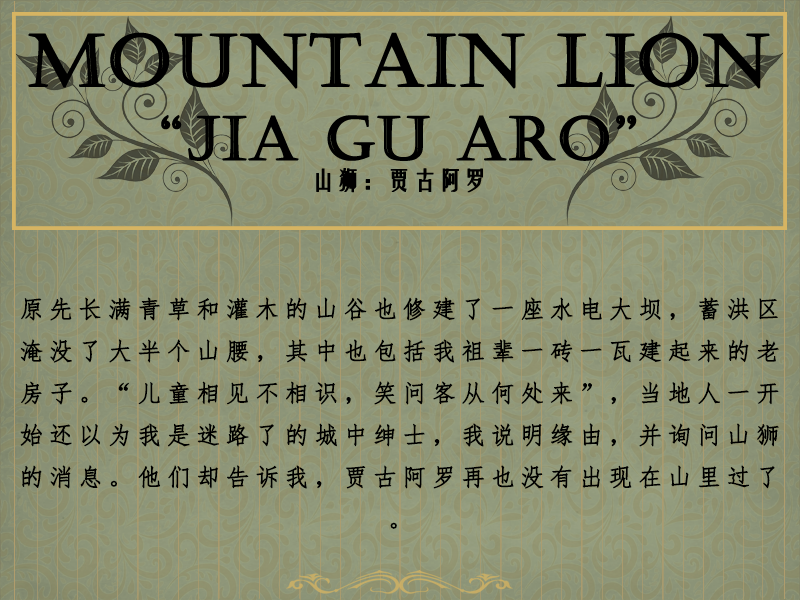 MOUNTAIN LION
“JIA GU ARO”
山狮：贾古阿罗
原先长满青草和灌木的山谷也修建了一座水电大坝，蓄洪区
淹没了大半个山腰，其中也包括我祖辈一砖一瓦建起来的老
房子。“儿童相见不相识，笑问客从何处来”，当地人一开
始还以为我是迷路了的城中绅士，我说明缘由，并询问山狮
的消息。他们却告诉我，贾古阿罗再也没有出现在山里过了
。